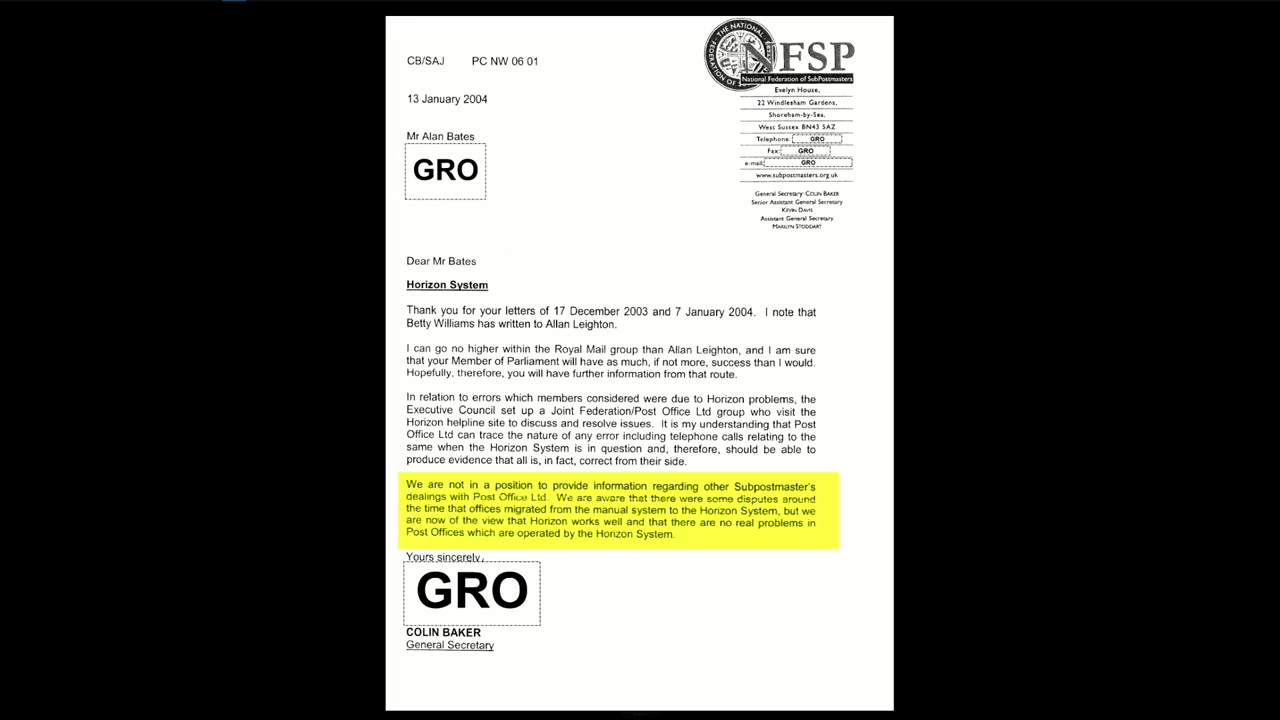 CB/SAJ PC NW 06 01
13 January 2004
Mr Alan Bates
GRO
THE NATIONAL
FEDERATION OF
NFSP
National Federation of SubPostmasters
Evelyn House,
22 Windlesham Gardens,
Shoreham-by-Sea,
West Sussex BN43 5AZ
Telephone: GRO
Fax: GRO
e-mail: GRO
www.subpostmasters.org.uk
General Secretary: COLIN BAKER
Senior Assistant General Secretary
KEVIN DAVIS
Assistant General Secretary
MARILYN STODDART
Dear Mr Bates
Horizon System
Thank you for your letters of 17 December 2003 and 7 January 2004. I note that
Betty Williams has written to Allan Leighton.
I can go no higher within the Royal Mail group than Allan Leighton, and I am sure
that your Member of Parliament will have as much, if not more, success than I would.
Hopefully, therefore, you will have further information from that route.
In relation to errors which members considered were due to Horizon problems, the
Executive Council set up a Joint Federation/Post Office Ltd group who visit the
Horizon helpline site to discuss and resolve issues. It is my understanding that Post
Office Ltd can trace the nature of any error including telephone calls relating to the
same when the Horizon System is in question and, therefore, should be able to
produce evidence that all is, in fact, correct from their side.
We are not in a position to provide information regarding other Subpostmaster's
dealings with Post Office Ltd. We are aware that there were some disputes around
the time that offices migrated from the manual system to the Horizon System, but we
are now of the view that Horizon works well and that there are no real problems in
Post Offices which are operated by the Horizon System.
Yours sincerely,
GRO
COLIN BAKER
General Secretary